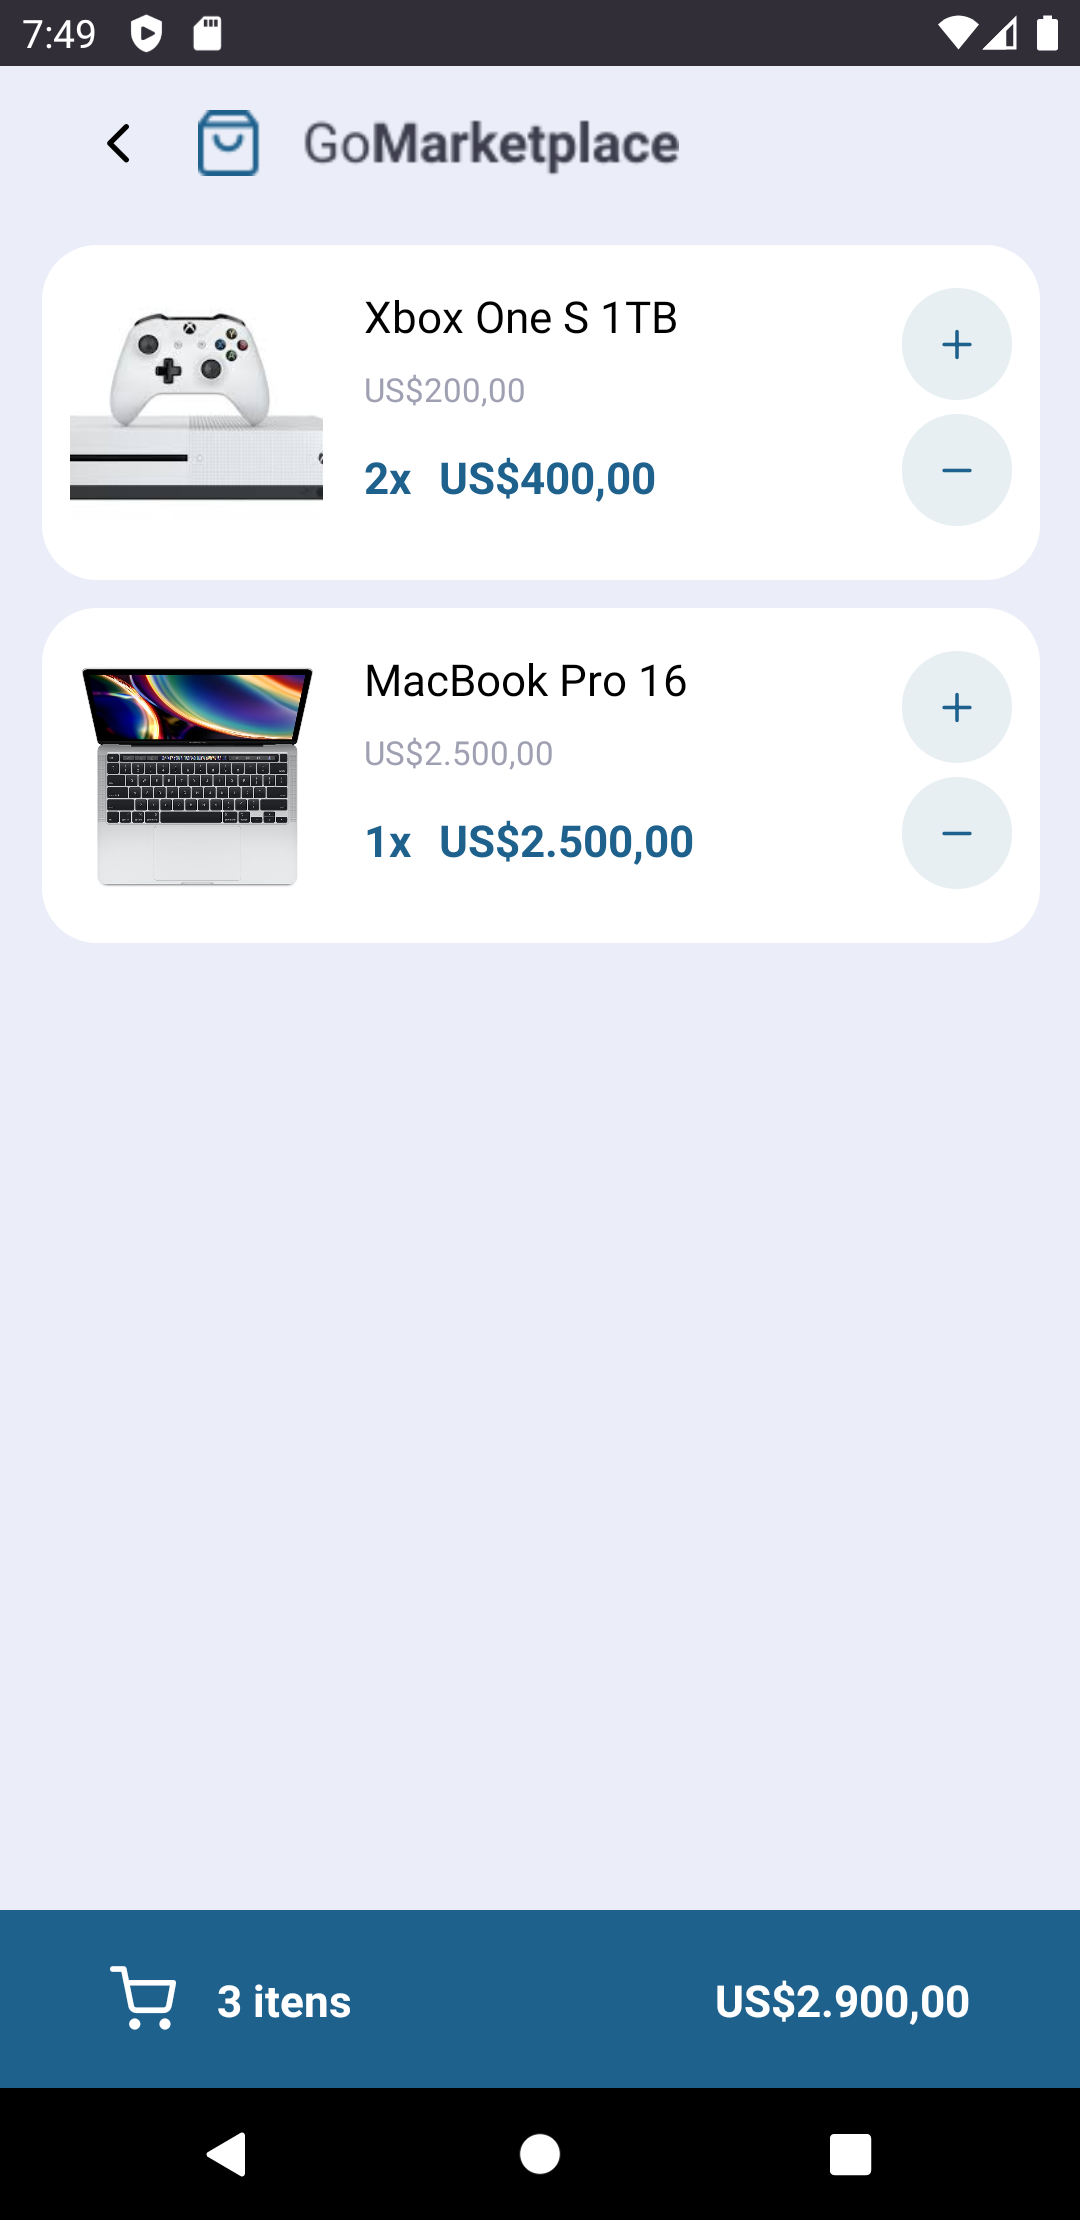 7:49
GoMarketplace
Xbox One S 1TB
US$200,00
2x US$400,00
MacBook Pro 16
US$2.500,00
1x US$2.500,00
3 itens
US$2.900,00